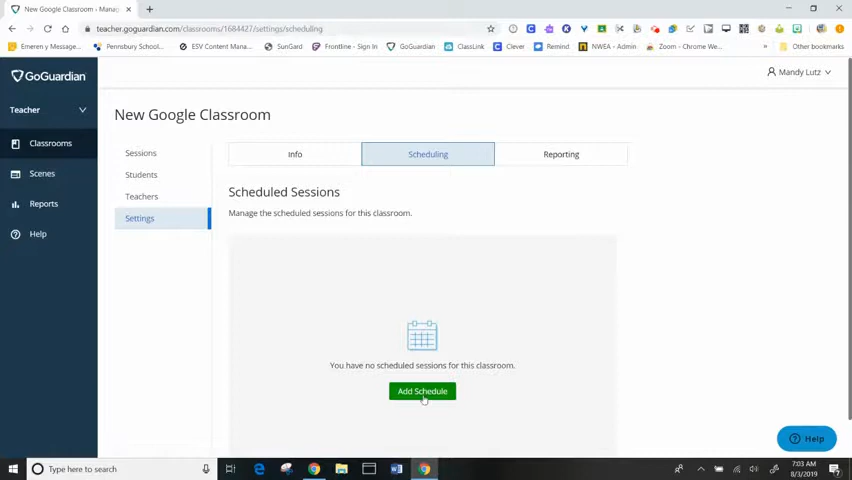 New Google Classroom - Manag
teacher.goguardian.com/classrooms/1684427/settings/scheduling
Emeren y Message...
Pennsbury School...
ESV Content Mana...
SunGard
Frontline - Sign In
GoGuardian
ClassLink
Clever
Remind
NWEA - Admin
Zoom - Chrome We...
»
Other bookmarks
GoGuardian
Mandy Lutz
Teacher
New Google Classroom
Classrooms
Scenes
Reports
Help
Sessions
Students
Teachers
Settings
Info
Scheduling
Reporting
Scheduled Sessions
Manage the scheduled sessions for this classroom.
You have no scheduled sessions for this classroom.
Add Schedule
Help
Type here to search
7:03 AM
8/3/2019